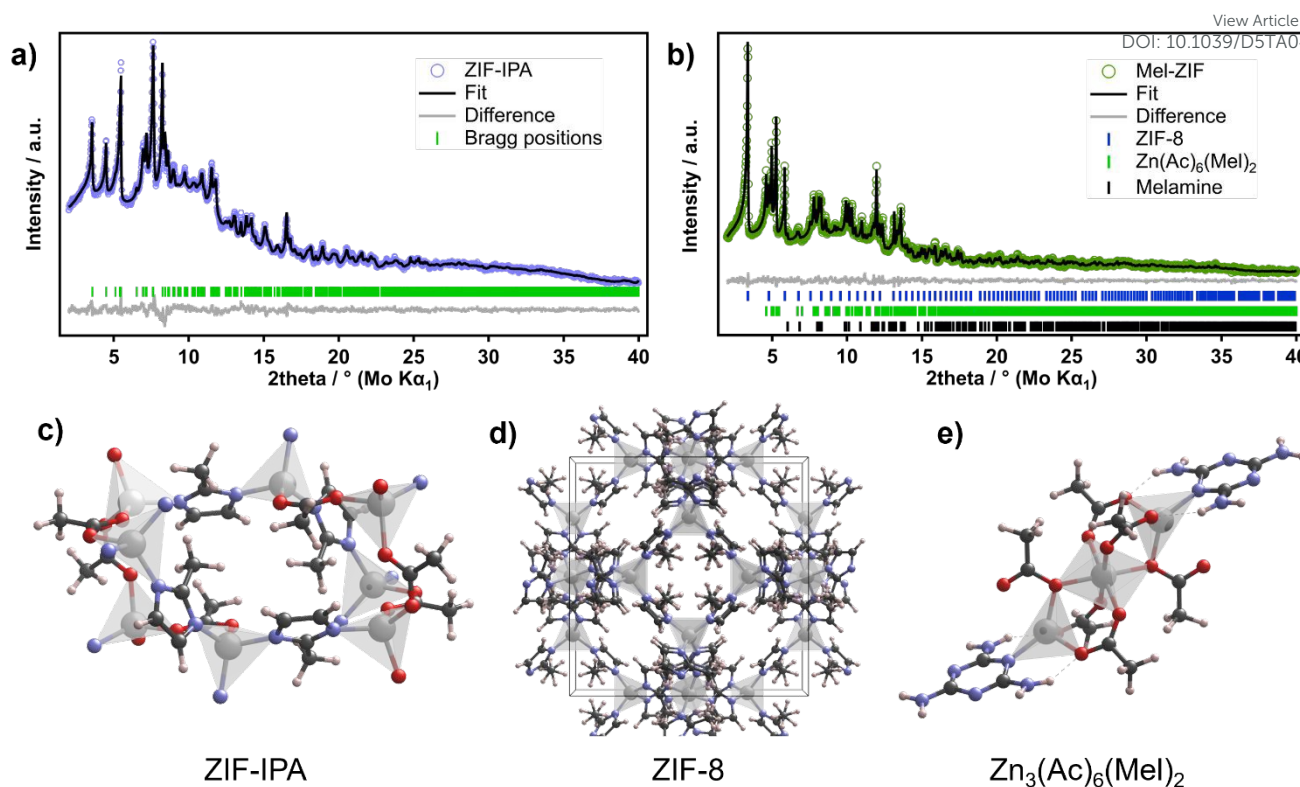 View Article
DOI: 10.1039/D5TA0
a)
ZIF-IPA
Fit
Difference
Bragg positions
Intensity / a.u.
5 10 15 20 25 30 35 40
2theta / ° (Mo Kα₁)
b)
Mel-ZIF
Fit
Difference
ZIF-8
Zn(Ac)₆(Mel)₂
Melamine
Intensity / a.u.
5 10 15 20 25 30 35 40
2theta / ° (Mo Kα₁)
c)
d)
e)
ZIF-IPA
ZIF-8
Zn₃(Ac)₆(Mel)₂